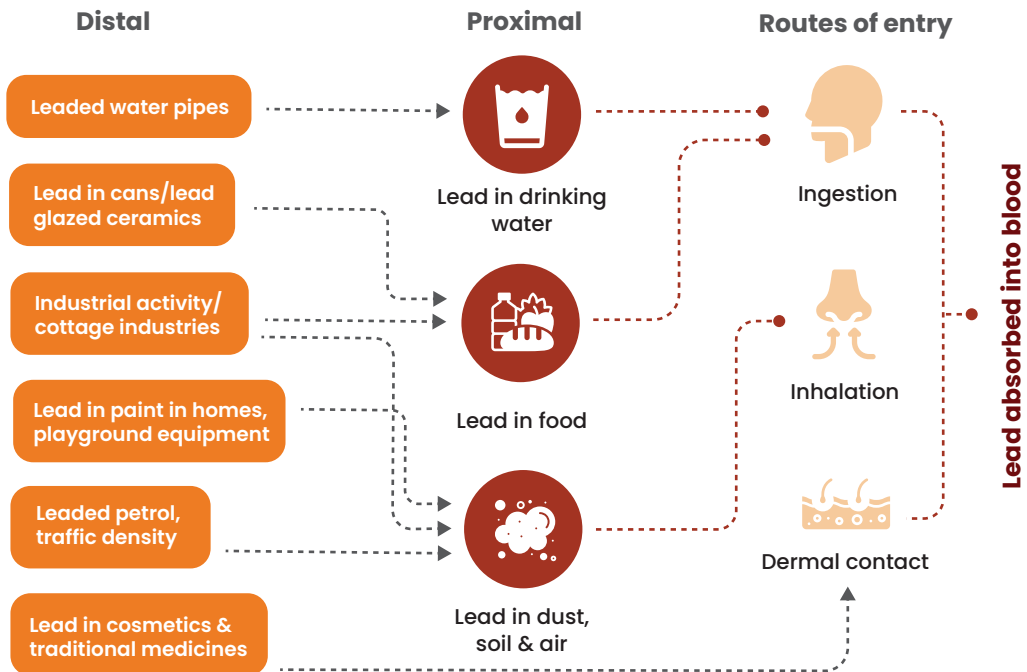 Distal
Proximal
Routes of entry
Leaded water pipes
Lead in cans/lead
glazed ceramics
Industrial activity/
cottage industries
Lead in paint in homes,
playground equipment
Leaded petrol,
traffic density
Lead in cosmetics &
traditional medicines
Lead in drinking
water
Lead in food
Lead in dust,
soil & air
Ingestion
Inhalation
Dermal contact
Lead absorbed into blood